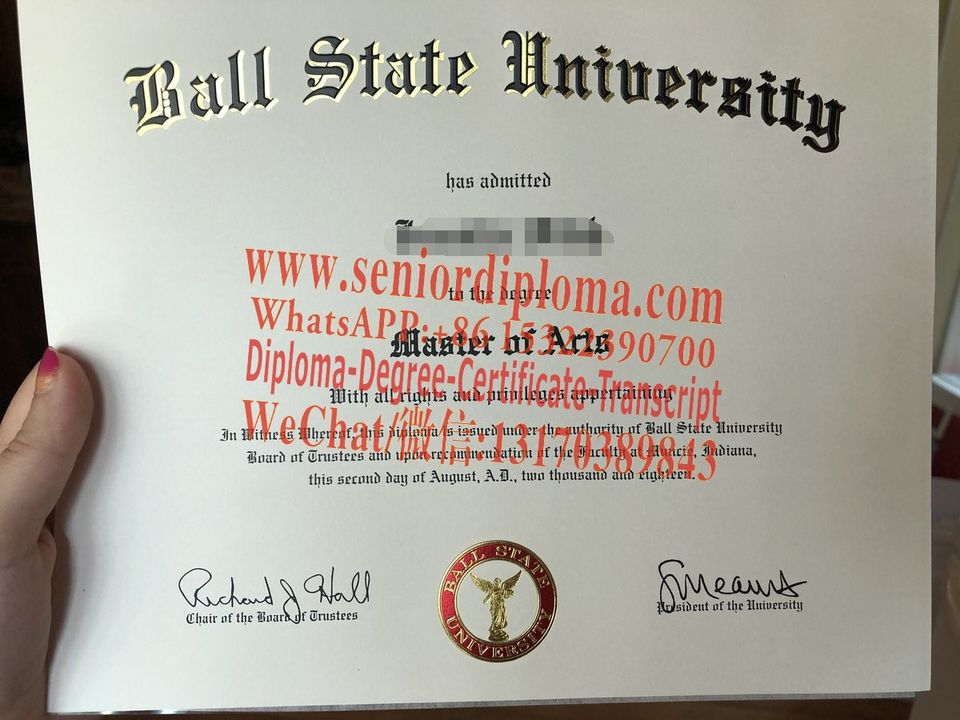 Ball State University
has admitted
www.seniordiploma.com
to the degree
WhatsAPP:+86 15322390700
Master of Arts
Diploma-Degree-Certificate-Transcript
With all rights and privileges appertaining
WeChat/微信:13170389843
In Witness Whereof, this diploma is issued under the authority of Ball State University
Board of Trustees and upon recommendation of the Faculty at Muncie, Indiana,
this second day of August, A.D., two thousand and eighteen.
Richard J Hall
Chair of the Board of Trustees
BALL STATE
UNIVERSITY
GMearns
President of the University